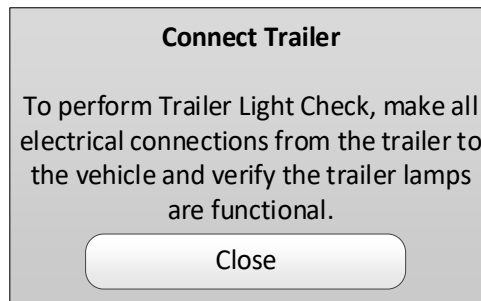 Connect Trailer
To perform Trailer Light Check, make all
electrical connections from the trailer to
the vehicle and verify the trailer lamps
are functional.
Close